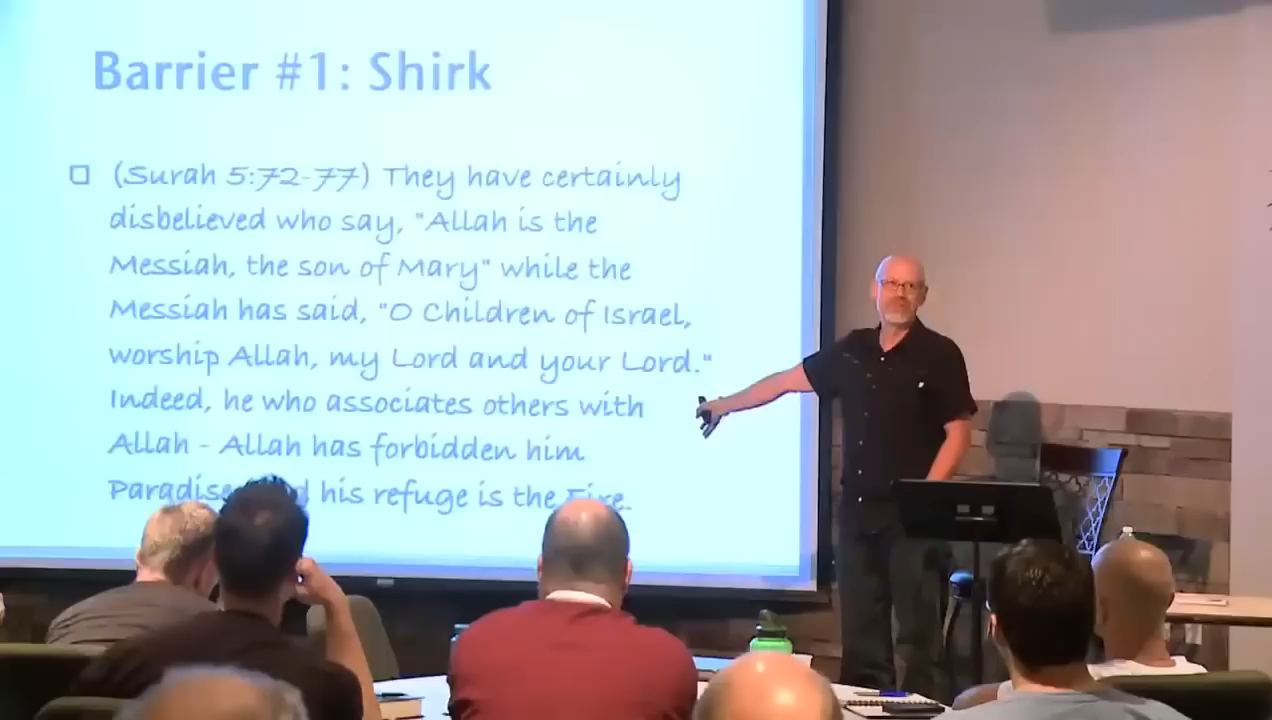 Barrier #1: Shirk
(Surah 5:72-77) They have certainly
disbelieved who say, "Allah is the
Messiah, the son of Mary" while the
Messiah has said, "O Children of Israel,
worship Allah, my Lord and your Lord."
Indeed, he who associates others with
Allah - Allah has forbidden him
Paradise his refuge is the Fire.